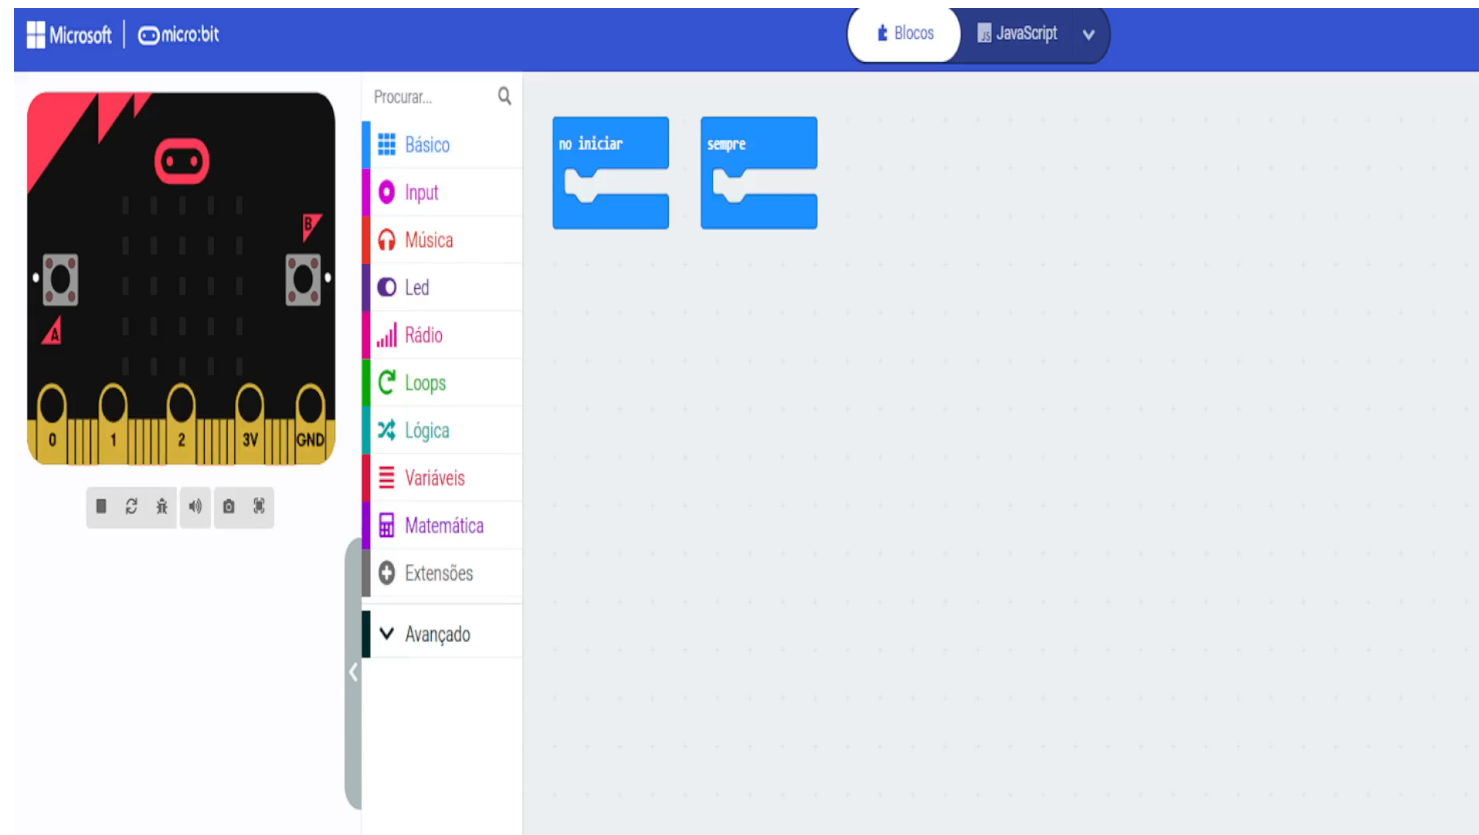 Microsoft micro:bit
Blocos
JavaScript
Procurar...
Básico
Input
Música
Led
Rádio
Loops
Lógica
Variáveis
Matemática
Extensões
Avançado
no iniciar
sempre
B
A
0 1 2 3V GND